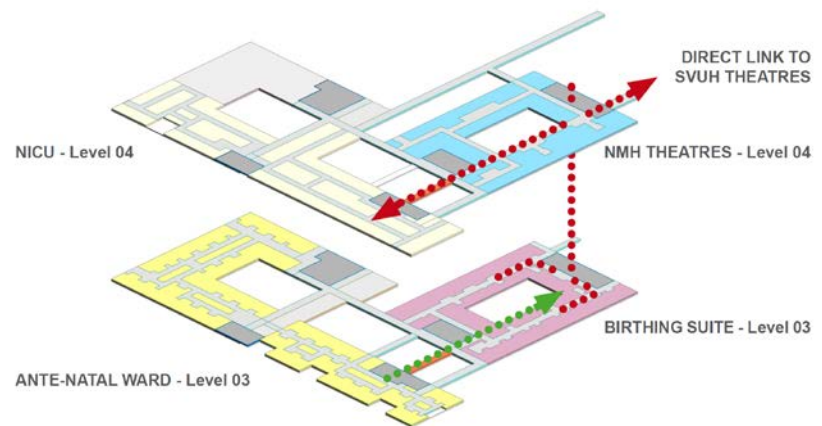 DIRECT LINK TO
SVUH THEATRES
NICU - Level 04
NMH THEATRES - Level 04
BIRTHING SUITE - Level 03
ANTE-NATAL WARD - Level 03